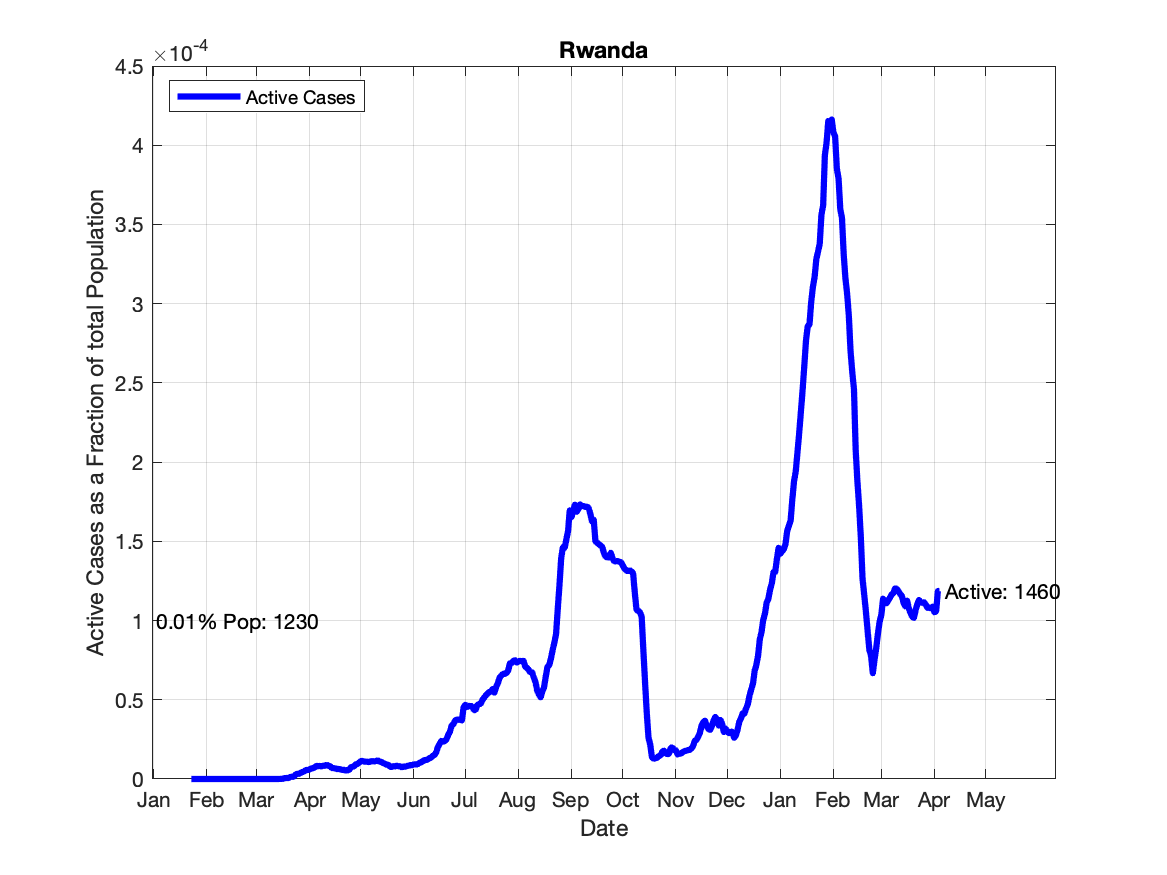 Rwanda
×10-4
4.5
4
3.5
3
2.5
2
1.5
1
0.5
0
Active Cases as a Fraction of total Population
Active Cases
0.01% Pop: 1230
Active: 1460
Jan Feb Mar Apr May Jun Jul Aug Sep Oct Nov Dec Jan Feb Mar Apr May
Date